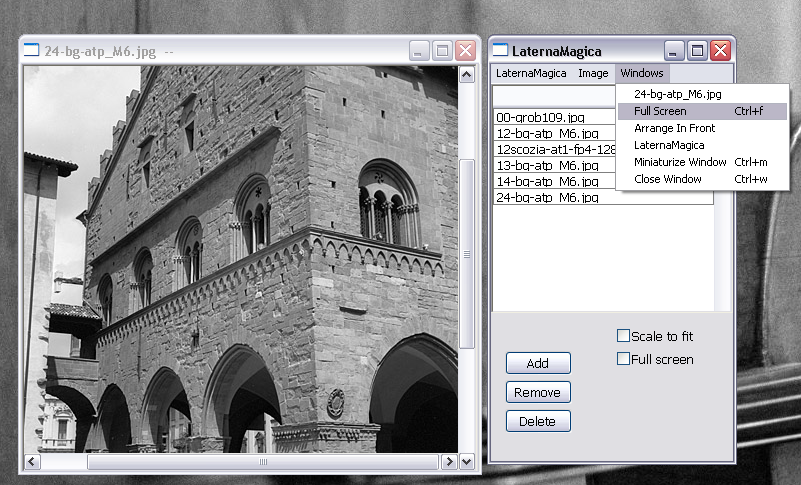 24-bg-atp_M6.jpg --
LaternaMagica
LaternaMagica Image Windows
24-bg-atp_M6.jpg
Full Screen Ctrl+f
Arrange In Front
LaternaMagica
Miniaturize Window Ctrl+m
Close Window Ctrl+w
00-grob109.jpg
12-bg-atp_M6.jpg
12scozia-at1-fp4-128
13-bg-atp_M6.jpg
14-bg-atp_M6.jpg
24-bg-atp_M6.jpg
Scale to fit
Full screen
Add
Remove
Delete